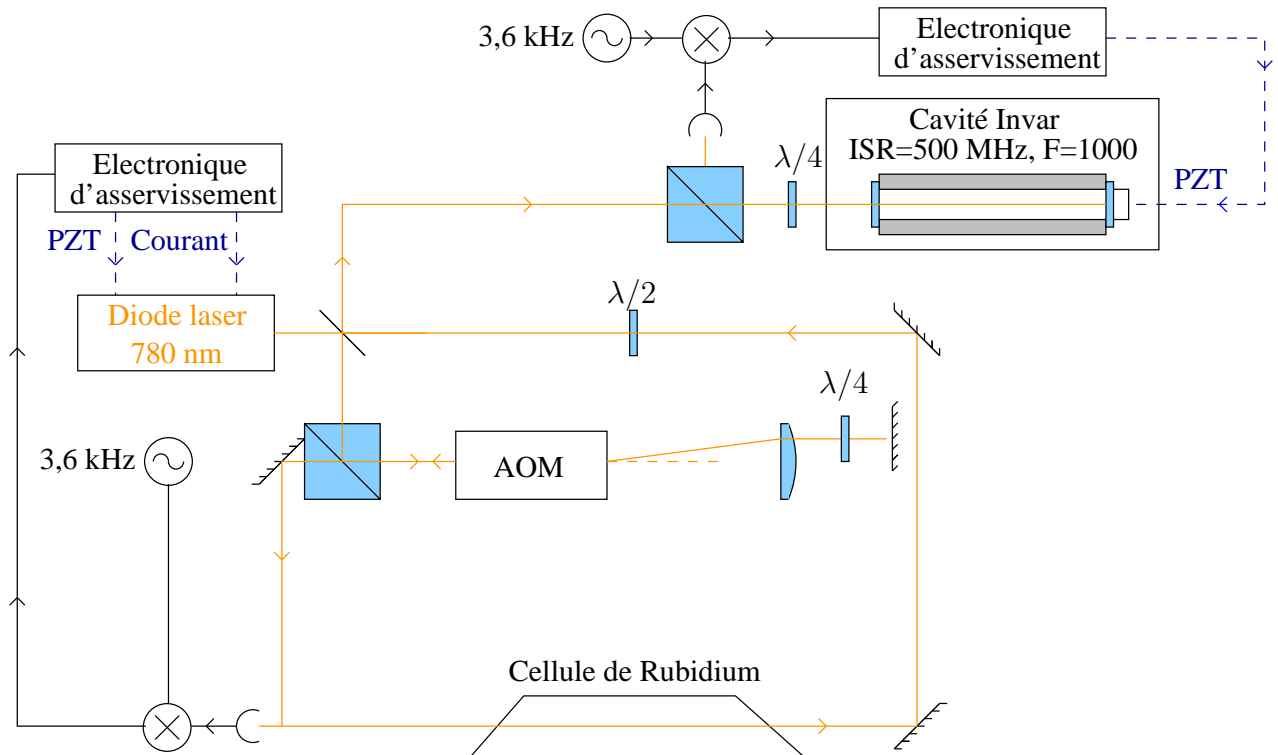 3,6 kHz
Electronique
d'asservissement
Cavité Invar
ISR=500 MHz, F=1000
λ/4
PZT
Electronique
d'asservissement
PZT
Courant
Diode laser
780 nm
λ/2
λ/4
3,6 kHz
AOM
Cellule de Rubidium